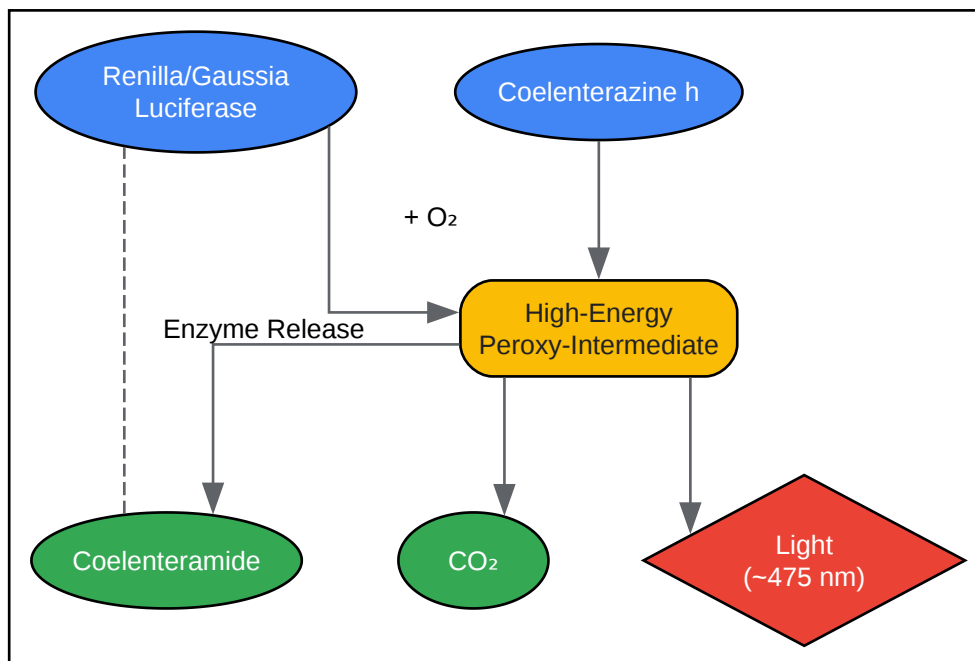 Renilla/Gaussia
Luciferase
Coelenterazine h
+ O₂
High-Energy
Peroxy-Intermediate
Enzyme Release
Coelenteramide
CO₂
Light
(~475 nm)